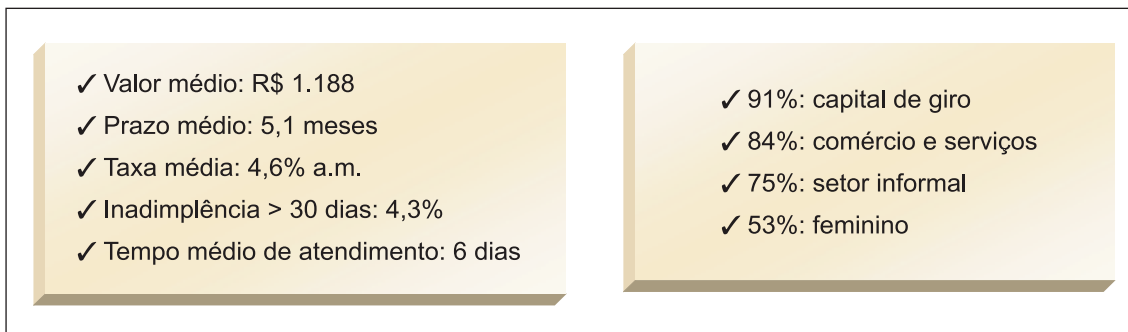 ✓ Valor médio: R$ 1.188
✓ Prazo médio: 5,1 meses
✓ Taxa média: 4,6% a.m.
✓ Inadimplência > 30 dias: 4,3%
✓ Tempo médio de atendimento: 6 dias
✓ 91%: capital de giro
✓ 84%: comércio e serviços
✓ 75%: setor informal
✓ 53%: feminino